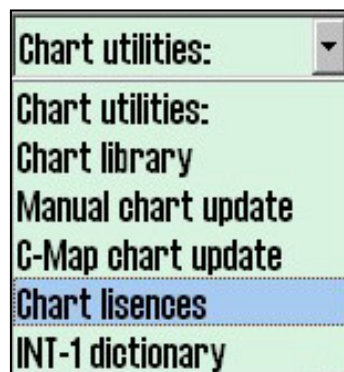 Chart utilities:
Chart utilities:
Chart library
Manual chart update
C-Map chart update
Chart lisences
INT-1 dictionary